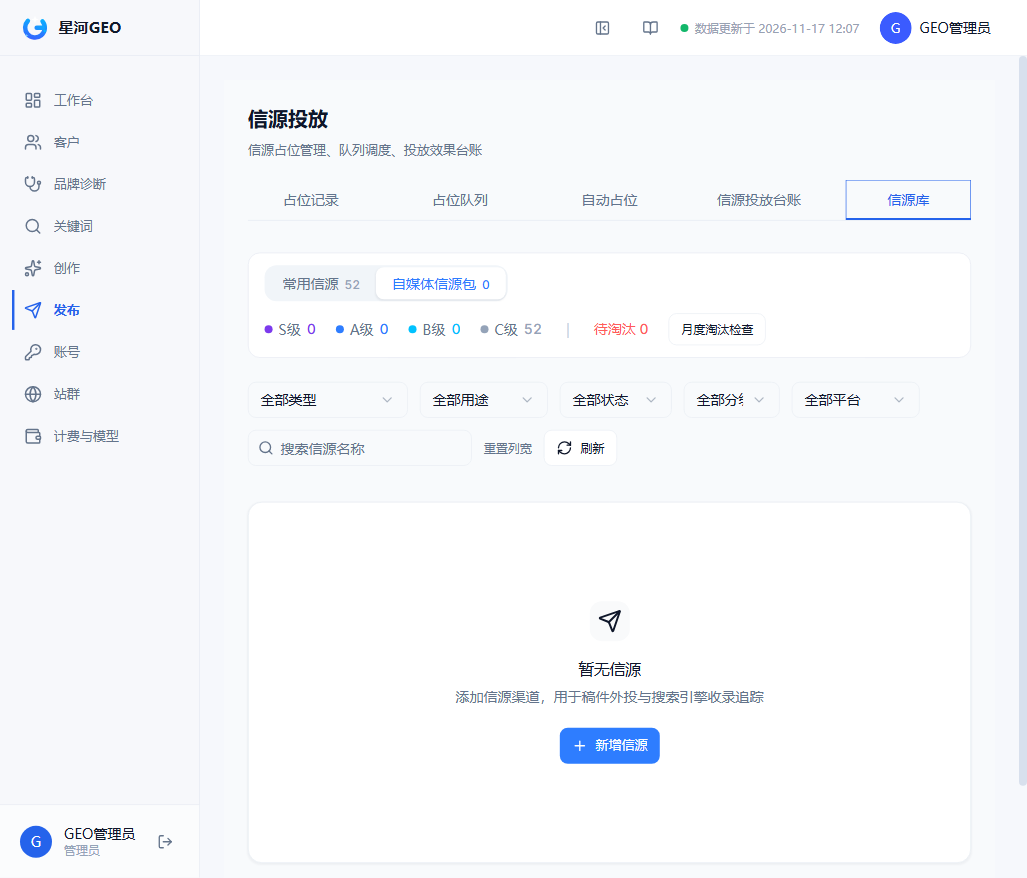 星河GEO
数据更新于 2026-11-17 12:07
G
GEO管理员
工作台
客户
品牌诊断
关键词
创作
发布
账号
站群
计费与模型
信源投放
信源占位管理、队列调度、投放效果台账
占位记录 占位队列 自动占位 信源投放台账 信源库
常用信源 52 自媒体信源包 0
S级 0 A级 0 B级 0 C级 52 | 待淘汰 0 月度淘汰检查
全部类型 全部用途 全部状态 全部分 全部平台
搜索信源名称 重置列宽 刷新
暂无信源
添加信源渠道，用于稿件外投与搜索引擎收录追踪
+ 新增信源
G
GEO管理员
管理员